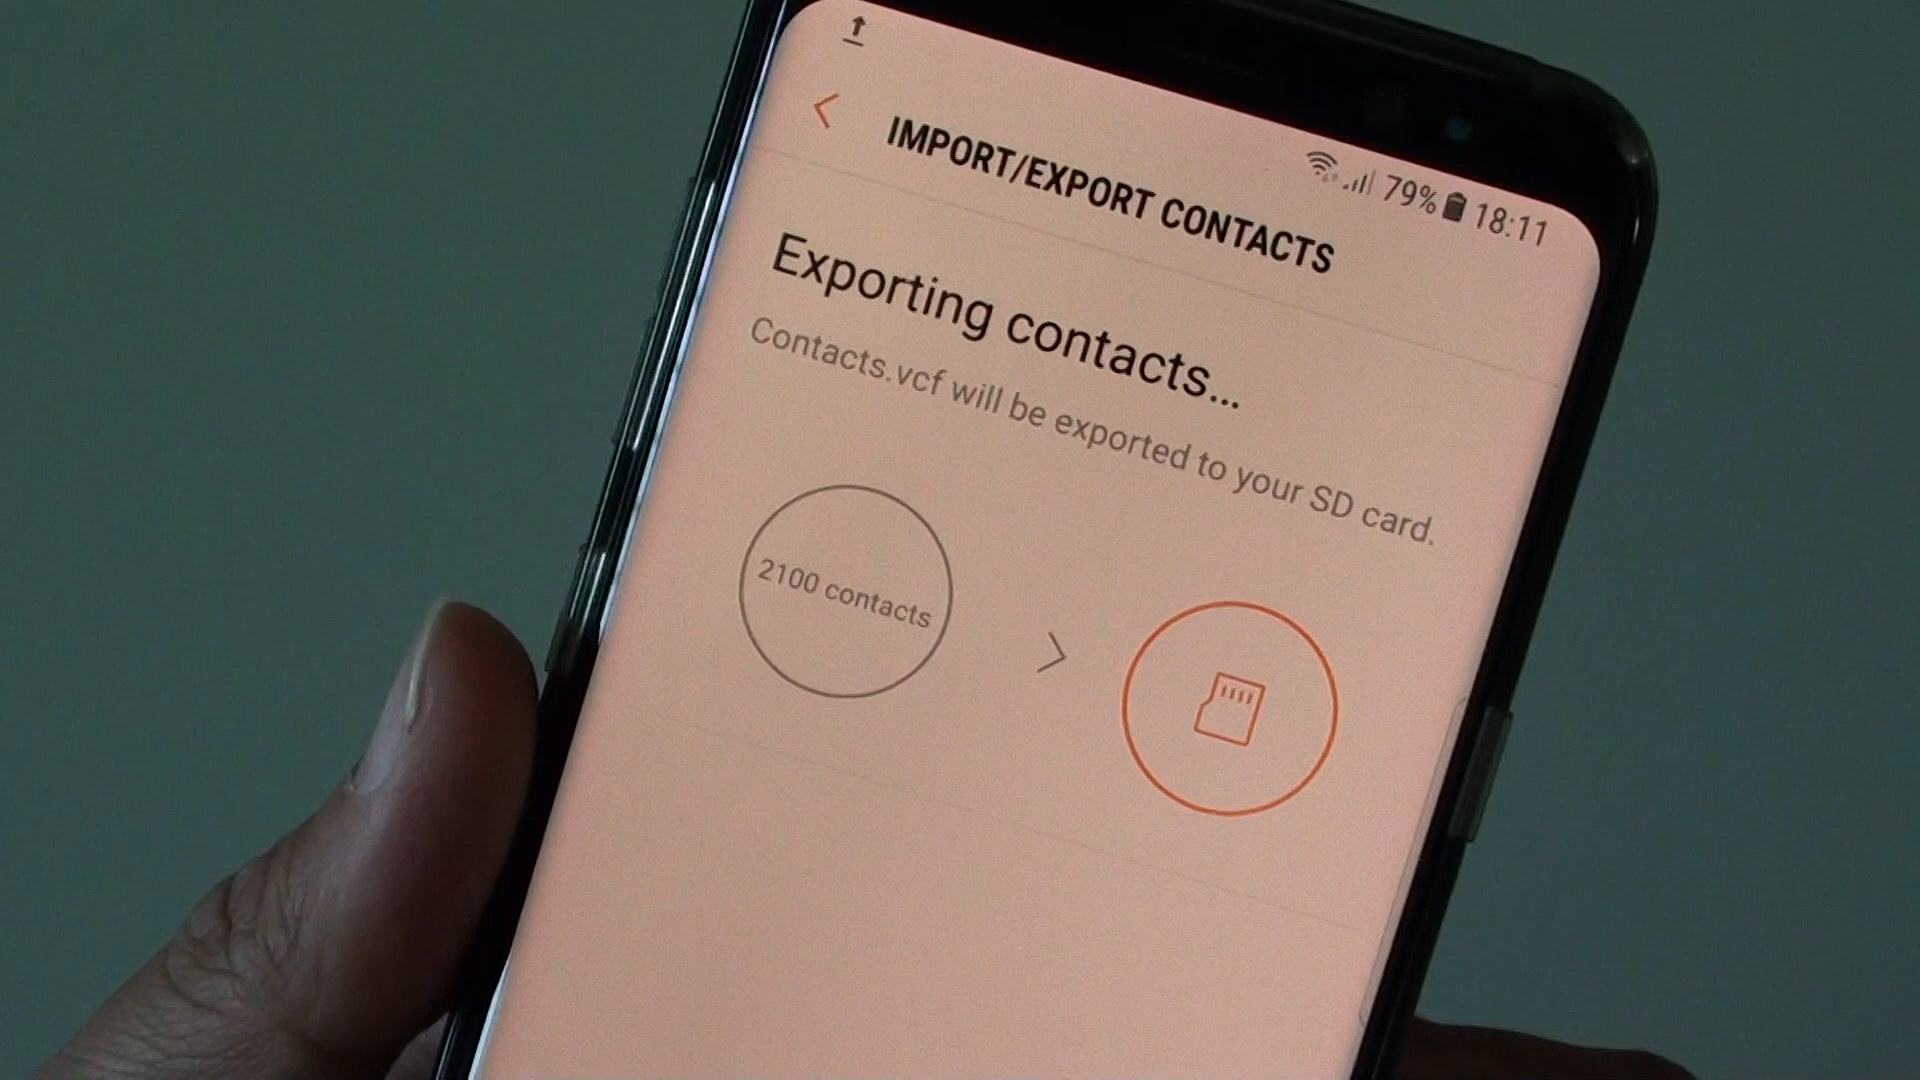 79% 18:11
IMPORT/EXPORT CONTACTS
Exporting contacts...
Contacts.vcf will be exported to your SD card.
2100 contacts